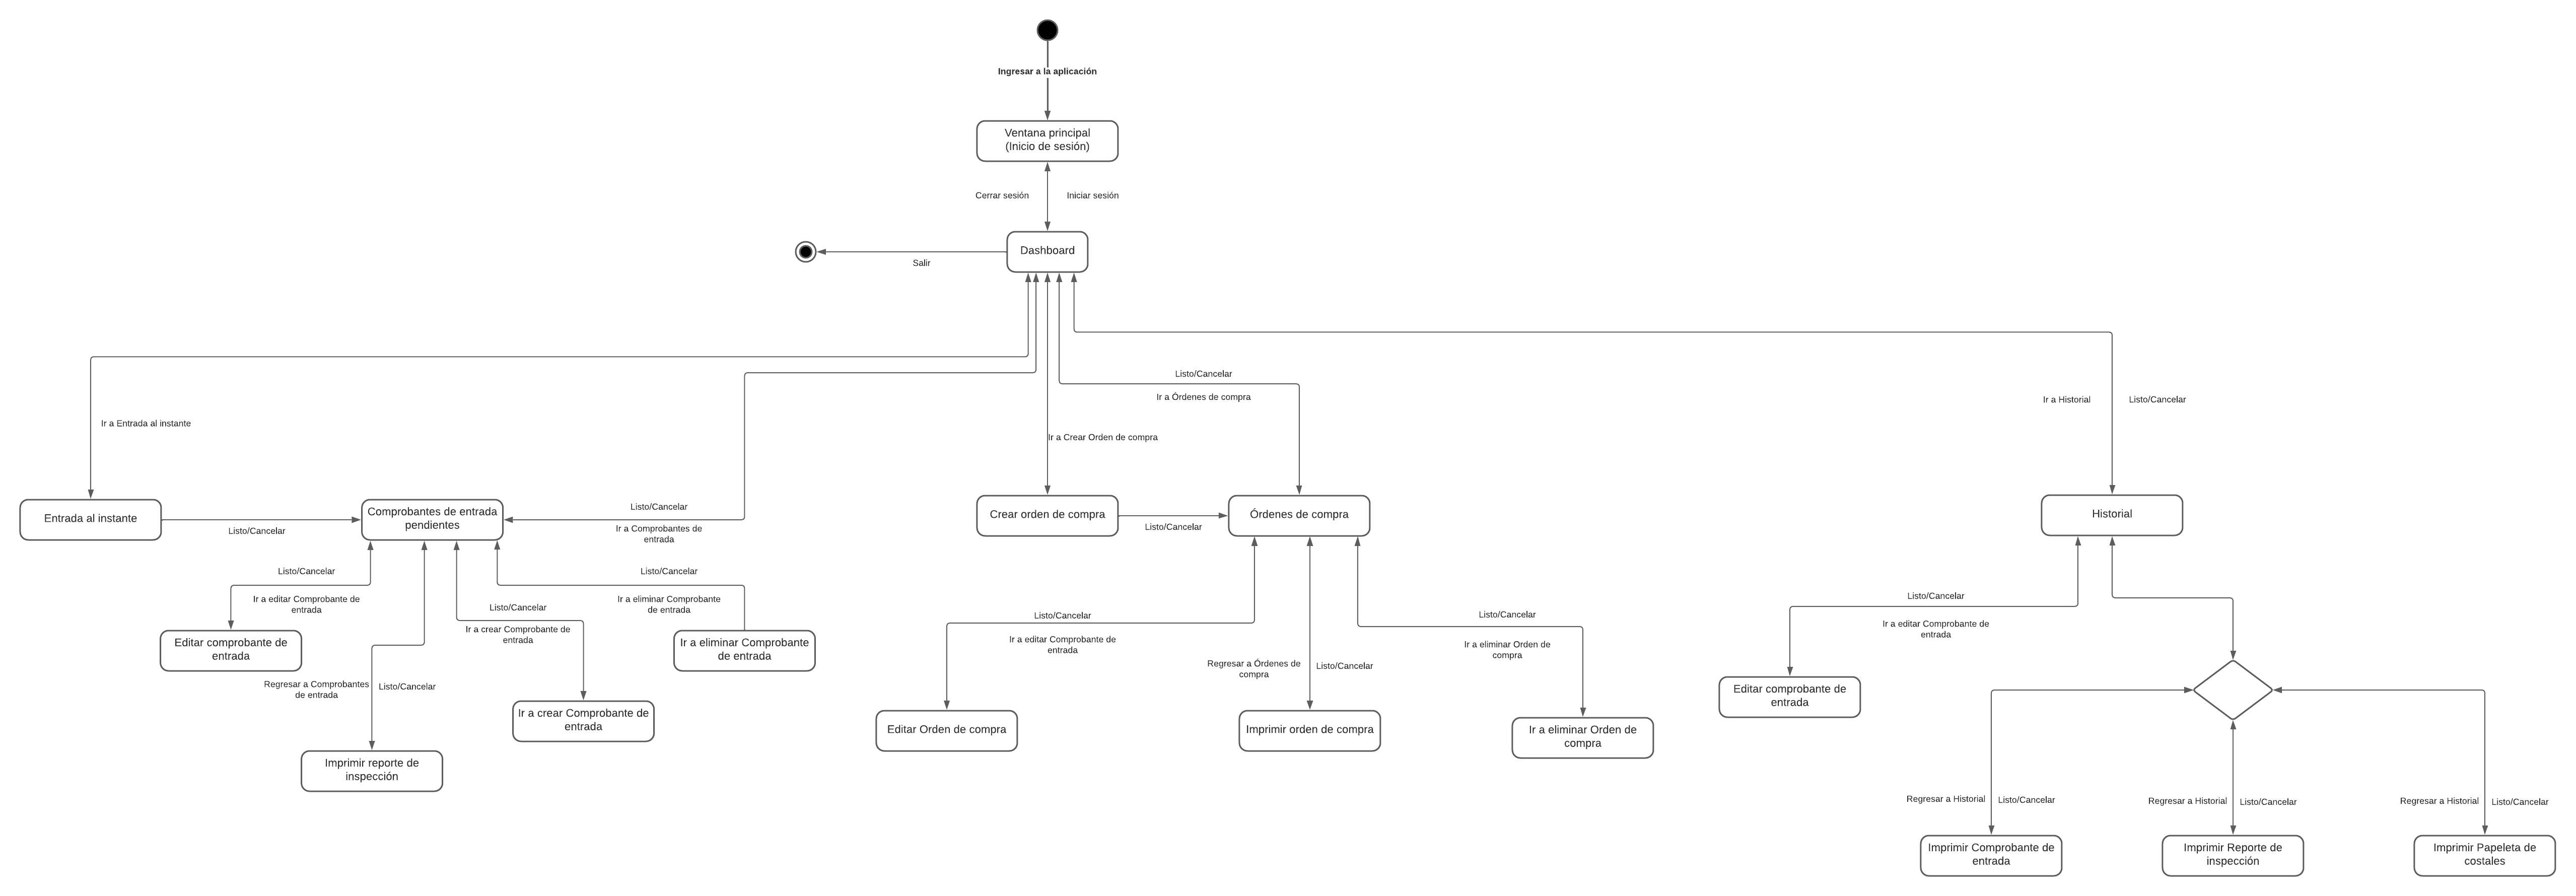 Ingresar a la aplicación
Ventana principal
(Inicio de sesión)
Cerrar sesión
Iniciar sesión
Dashboard
Salir
Listo/Cancelar
Ir a Órdenes de compra
Ir a Historial
Listo/Cancelar
Ir a Entrada al instante
Ir a Crear Orden de compra
Entrada al instante
Listo/Cancelar
Comprobantes de entrada
pendientes
Listo/Cancelar
Ir a Comprobantes de
entrada
Crear orden de compra
Listo/Cancelar
Órdenes de compra
Historial
Listo/Cancelar
Ir a editar Comprobante de
entrada
Listo/Cancelar
Ir a crear Comprobante de
entrada
Listo/Cancelar
Ir a eliminar Comprobante
de entrada
Editar comprobante de
entrada
Ir a eliminar Comprobante
de entrada
Regresar a Comprobantes
de entrada
Listo/Cancelar
Ir a crear Comprobante de
entrada
Imprimir reporte de
inspección
Listo/Cancelar
Ir a editar Comprobante de
entrada
Regresar a Órdenes de
compra
Listo/Cancelar
Listo/Cancelar
Ir a eliminar Orden de
compra
Editar Orden de compra
Imprimir orden de compra
Ir a eliminar Orden de
compra
Listo/Cancelar
Ir a editar Comprobante de
entrada
Editar comprobante de
entrada
Regresar a Historial
Listo/Cancelar
Regresar a Historial
Listo/Cancelar
Regresar a Historial
Listo/Cancelar
Imprimir Comprobante de
entrada
Imprimir Reporte de
inspección
Imprimir Papeleta de
costales